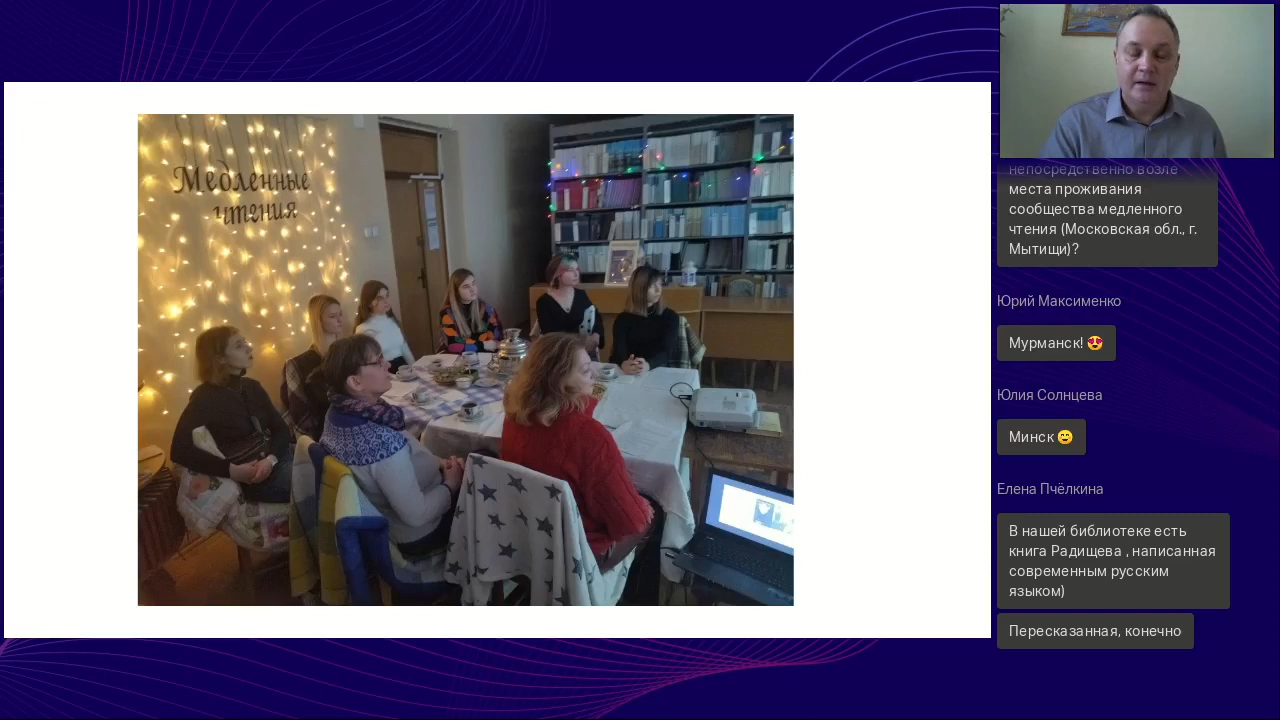 Медленные
чтения
непосредственно возле
места проживания
сообщества медленного
чтения (Московская обл., г.
Мытищи)?
Юрий Максименко
Мурманск! 😍
Юлия Солнцева
Минск 😄
Елена Пчёлкина
В нашей библиотеке есть
книга Радищева , написанная
современным русским
языком)
Пересказанная, конечно